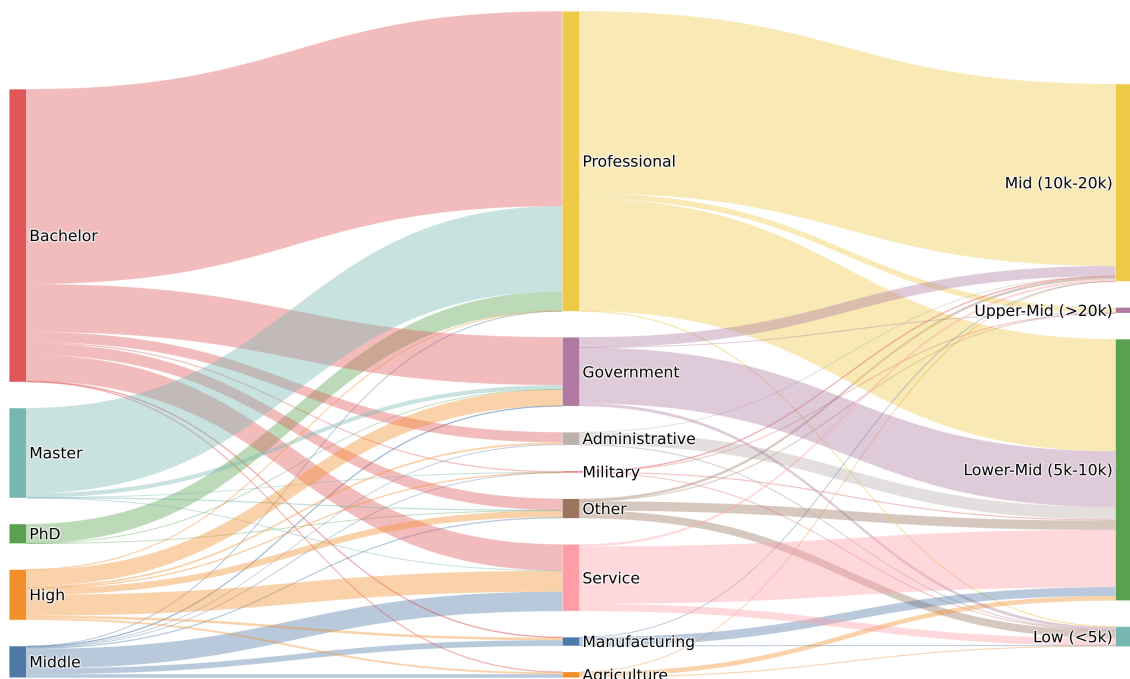 Bachelor
Master
PhD
High
Middle
Professional
Government
Administrative
Military
Other
Service
Manufacturing
Agriculture
Mid (10k-20k)
Upper-Mid (>20k)
Lower-Mid (5k-10k)
Low (<5k)